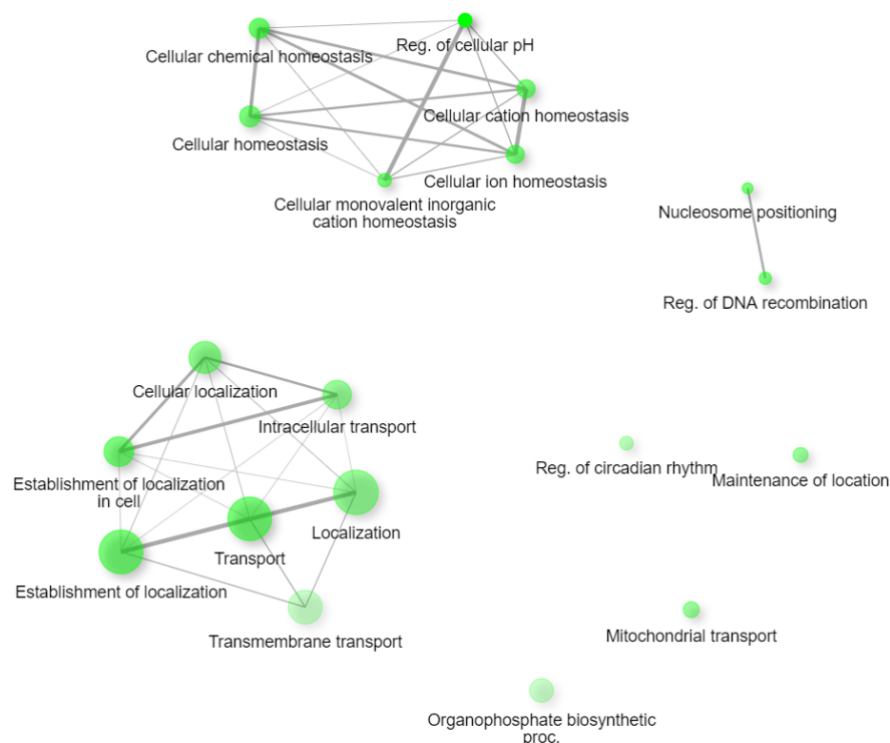 Reg. of cellular pH
Cellular chemical homeostasis
Cellular cation homeostasis
Cellular homeostasis
Cellular ion homeostasis
Cellular monovalent inorganic
cation homeostasis
Nucleosome positioning
Reg. of DNA recombination
Cellular localization
Intracellular transport
Establishment of localization
in cell
Localization
Transport
Establishment of localization
Transmembrane transport
Reg. of circadian rhythm
Maintenance of location
Mitochondrial transport
Organophosphate biosynthetic
proc.